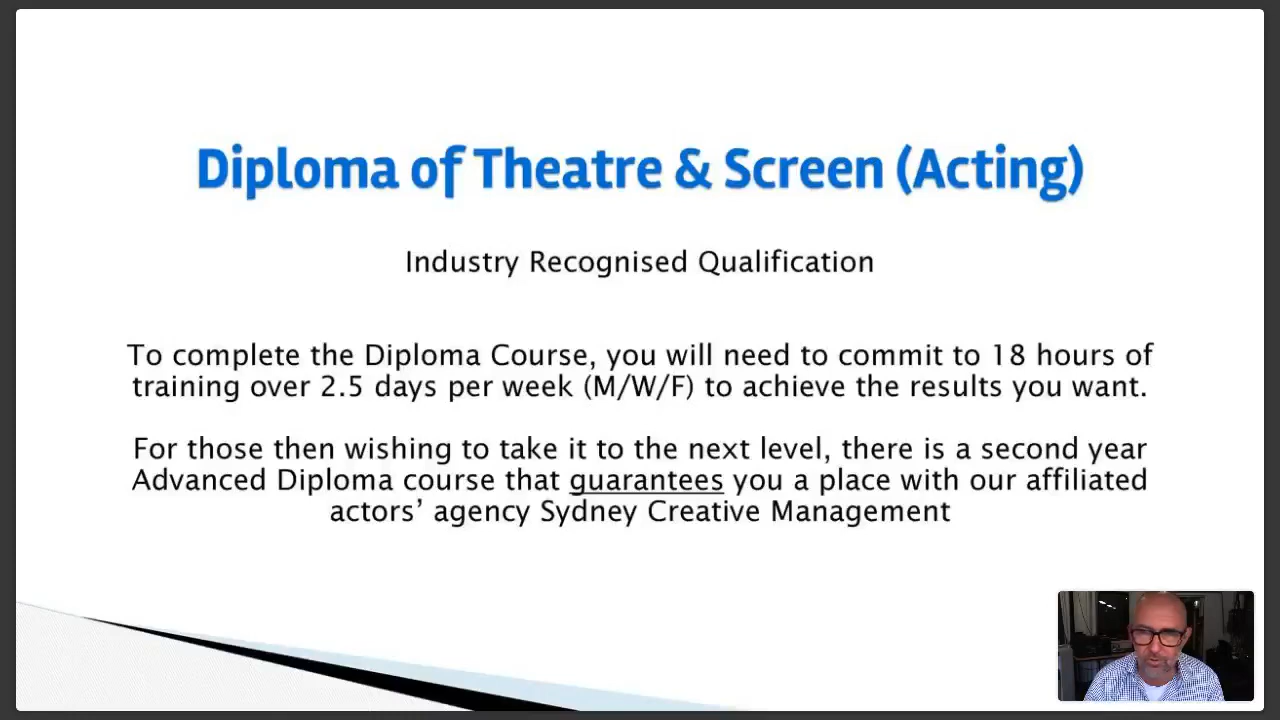 Diploma of Theatre & Screen (Acting)
Industry Recognised Qualification
To complete the Diploma Course, you will need to commit to 18 hours of
training over 2.5 days per week (M/W/F) to achieve the results you want.
For those then wishing to take it to the next level, there is a second year
Advanced Diploma course that guarantees you a place with our affiliated
actors’ agency Sydney Creative Management